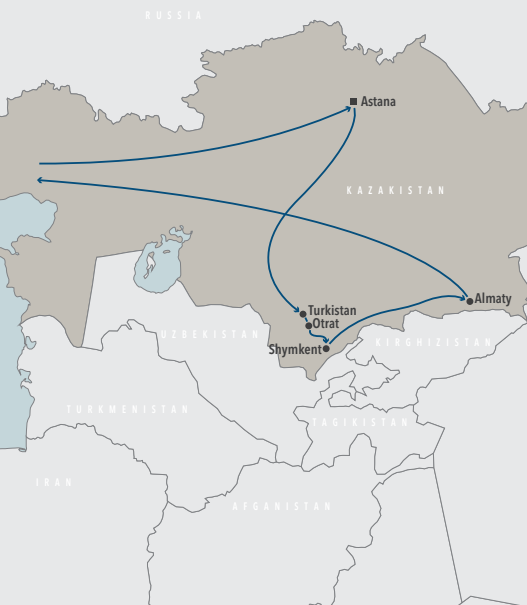 RUSSIA
Astana
KAZAKISTAN
Almaty
Turkistan
Otrat
UZBEKISTAN
KIRGHIZISTAN
Shymkent
TURKMENISTAN
TAGIKISTAN
IRAN
AFGANISTAN